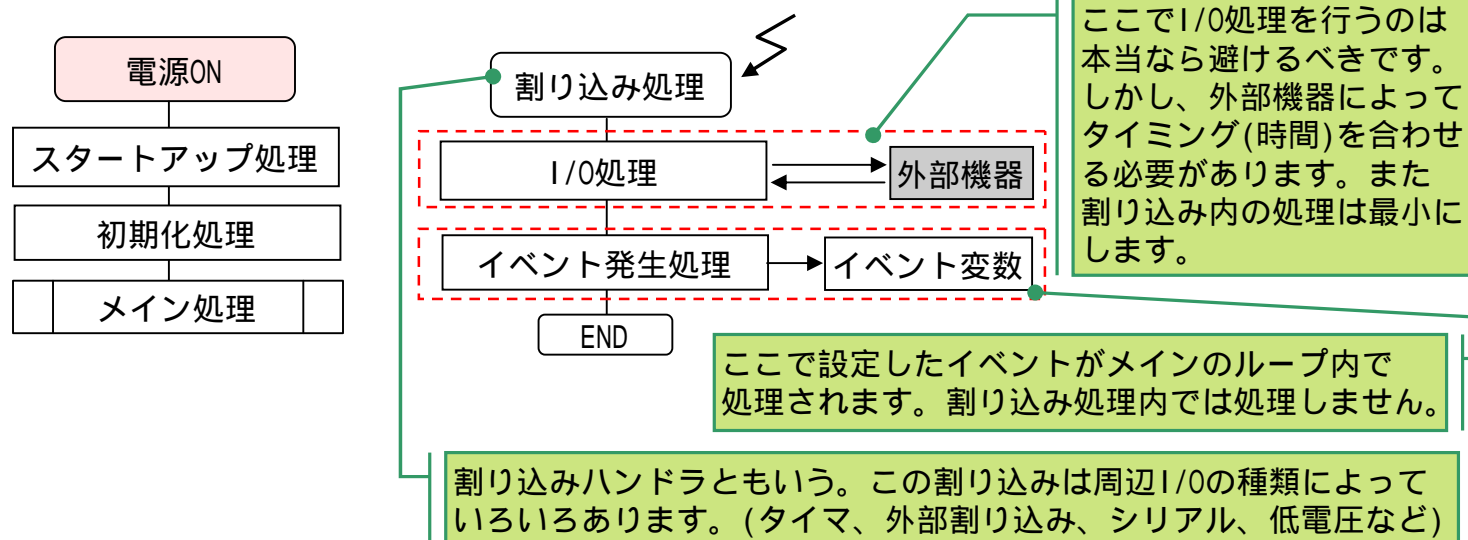 電源ON
スタートアップ処理
初期化処理
メイン処理
割り込み処理
I/O処理
外部機器
イベント発生処理
イベント変数
END
ここでI/O処理を行うのは
本当なら避けるべきです。
しかし、外部機器によって
タイミング(時間)を合わせ
る必要があります。また
割り込み内の処理は最小に
します。
ここで設定したイベントがメインのループ内で
処理されます。割り込み処理内では処理しません。
割り込みハンドラともいう。この割り込みは周辺I/Oの種類によって
いろいろあります。(タイマ、外部割り込み、シリアル、低電圧など)